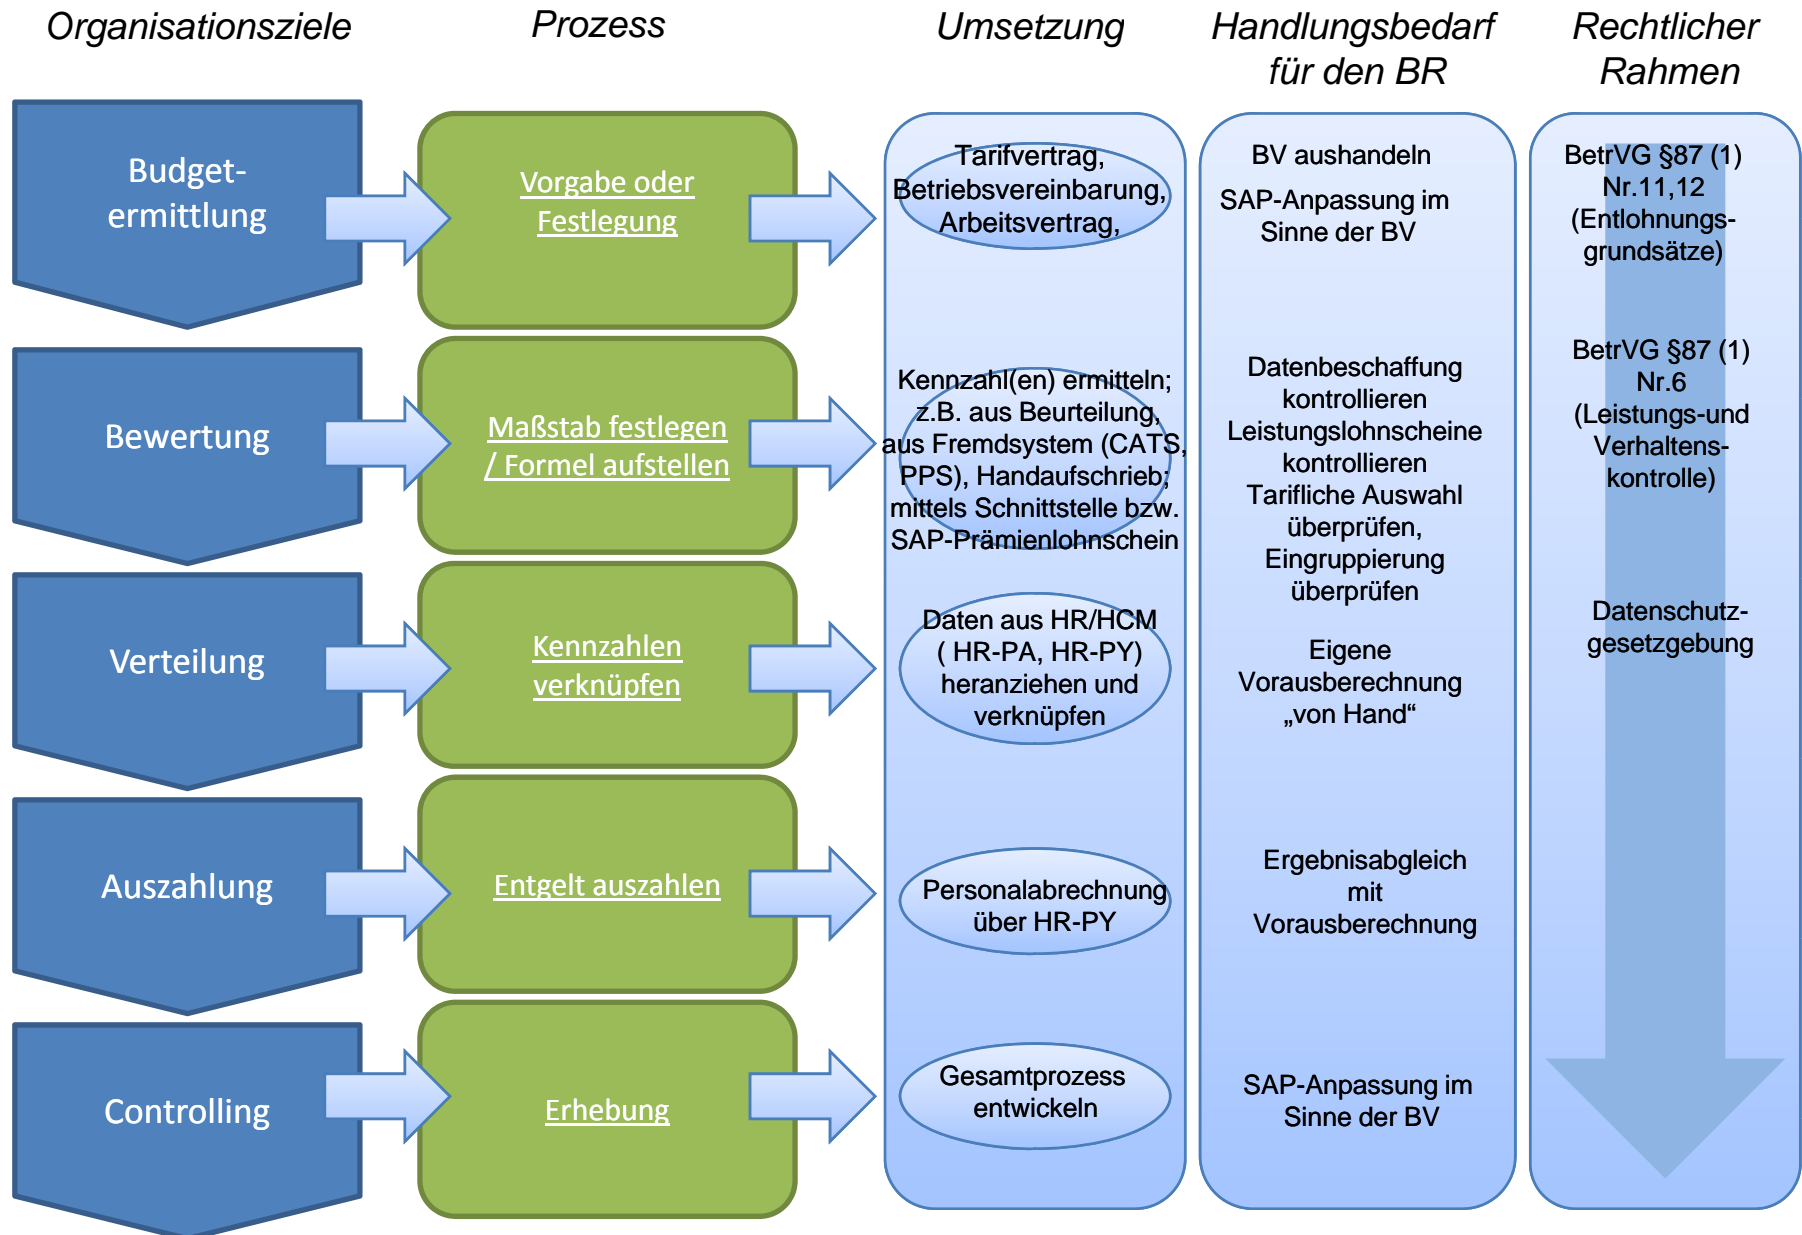 Organisationsziele
Prozess
Umsetzung
Handlungsbedarf
für den BR
Rechtlicher
Rahmen
Budget-
ermittlung
Vorgabe oder
Festlegung
Tarifvertrag,
Betriebsvereinbarung,
Arbeitsvertrag,
BV aushandeln
SAP-Anpassung im
Sinne der BV
BetrVG §87 (1)
Nr.11,12
(Entlohnungs-
grundsätze)
Bewertung
Maßstab festlegen
/ Formel aufstellen
Kennzahl(en) ermitteln;
z.B. aus Beurteilung,
aus Fremdsystem (CATS,
PPS), Handaufschrieb;
mittels Schnittstelle bzw.
SAP-Prämienlohnschein
Datenbeschaffung
kontrollieren
Leistungslohnscheine
kontrollieren
Tarifliche Auswahl
überprüfen,
Eingruppierung
überprüfen
BetrVG §87 (1)
Nr.6
(Leistungs-und
Verhaltens-
kontrolle)
Verteilung
Kennzahlen
verknüpfen
Daten aus HR/HCM
( HR-PA, HR-PY)
heranziehen und
verknüpfen
Eigene
Vorausberechnung
„von Hand“
Datenschutz-
gesetzgebung
Auszahlung
Entgelt auszahlen
Personalabrechnung
über HR-PY
Ergebnisabgleich
mit
Vorausberechnung
Controlling
Erhebung
Gesamtprozess
entwickeln
SAP-Anpassung im
Sinne der BV